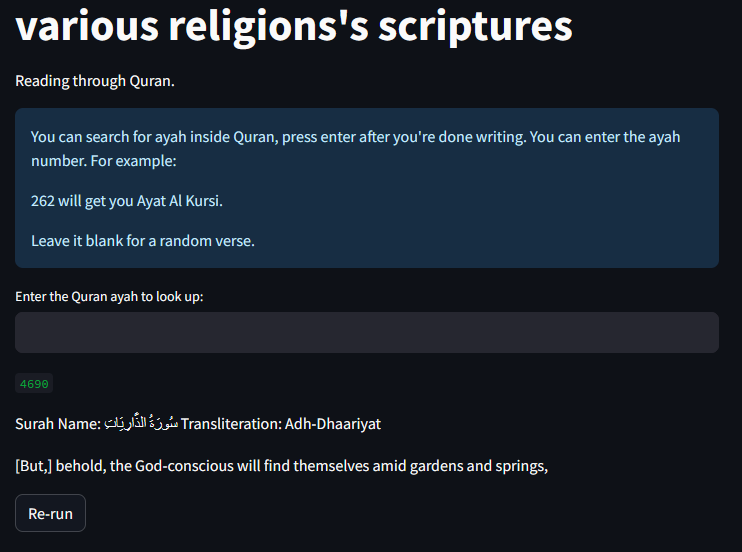 various religions's scriptures
Reading through Quran.
You can search for ayah inside Quran, press enter after you're done writing. You can enter the ayah
number. For example:
262 will get you Ayat Al Kursi.
Leave it blank for a random verse.
Enter the Quran ayah to look up:
4690
Surah Name: سُورَةُ الذَّارِيَاتِ Transliteration: Adh-Dhaariyat
[But,] behold, the God-conscious will find themselves amid gardens and springs,
Re-run